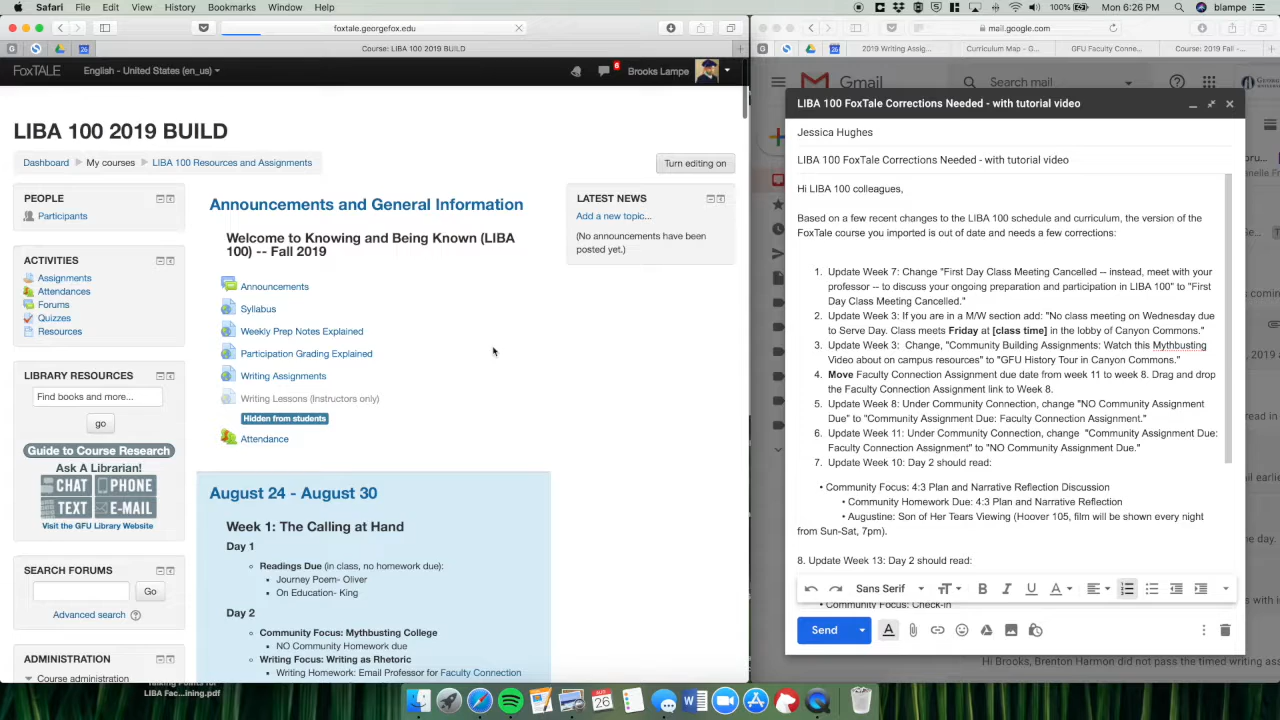 Safari File Edit View History Bookmarks Window Help
100% Mo 6:26 PM blampe
foxtale.georgefox.edu
Course: LIBA 100 2019 BUILD
FOXTALE English - United States (en_us) 6 Brooks Lampe
LIBA 100 2019 BUILD
Dashboard My courses LIBA 100 Resources and Assignments Turn editing on
PEOPLE
Participants
ACTIVITIES
Assignments
Attendances
Forums
Quizzes
Resources
LIBRARY RESOURCES
Find books and more...
go
Guide to Course Research
Ask A Librarian!
CHAT PHONE
TEXT E-MAIL
Visit the GFU Library Website
SEARCH FORUMS
Go
Advanced search
ADMINISTRATION
Course administration
Announcements and General Information
Welcome to Knowing and Being Known (LIBA
100) -- Fall 2019
Announcements
Syllabus
Weekly Prep Notes Explained
Participation Grading Explained
Writing Assignments
Writing Lessons (Instructors only)
Hidden from students
Attendance
August 24 - August 30
Week 1: The Calling at Hand
Day 1
Readings Due (in class, no homework due):
Journey Poem- Oliver
On Education- King
Day 2
Community Focus: Mythbusting College
NO Community Homework due
Writing Focus: Writing as Rhetoric
Writing Homework: Email Professor for Faculty Connection
LATEST NEWS
Add a new topic...
(No announcements have been
posted yet.)
mail.google.com
2019 Writing Assig... Curriculum Map - G... GFU Faculty Conne... Course: 2019 Fall - ...
Gmail Search mail
LIBA 100 FoxTale Corrections Needed - with tutorial video
Jessica Hughes
LIBA 100 FoxTale Corrections Needed - with tutorial video
Hi LIBA 100 colleagues,
Based on a few recent changes to the LIBA 100 schedule and curriculum, the version of the
FoxTale course you imported is out of date and needs a few corrections:
1. Update Week 7: Change "First Day Class Meeting Cancelled -- instead, meet with your
professor -- to discuss your ongoing preparation and participation in LIBA 100" to "First
Day Class Meeting Cancelled."
2. Update Week 3: If you are in a M/W section add: "No class meeting on Wednesday due
to Serve Day. Class meets Friday at [class time] in the lobby of Canyon Commons."
3. Update Week 3: Change, "Community Building Assignments: Watch this Mythbusting
Video about on campus resources" to "GFU History Tour in Canyon Commons."
4. Move Faculty Connection Assignment due date from week 11 to week 8. Drag and drop
the Faculty Connection Assignment link to Week 8.
5. Update Week 8: Under Community Connection, change "NO Community Assignment
Due" to "Community Assignment Due: Faculty Connection Assignment."
6. Update Week 11: Under Community Connection, change "Community Assignment Due:
Faculty Connection Assignment" to "NO Community Assignment Due."
7. Update Week 10: Day 2 should read:
• Community Focus: 4:3 Plan and Narrative Reflection Discussion
• Community Homework Due: 4:3 Plan and Narrative Reflection
• Augustine: Son of Her Tears Viewing (Hoover 105, film will be shown every night
from Sun-Sat, 7pm).
8. Update Week 13: Day 2 should read:
Sans Serif
Community Focus: Check-in
Send
Hi Brooks, Brenton Harmon did not pass the timed writing ass
LIBA Fac...ining.pdf
26